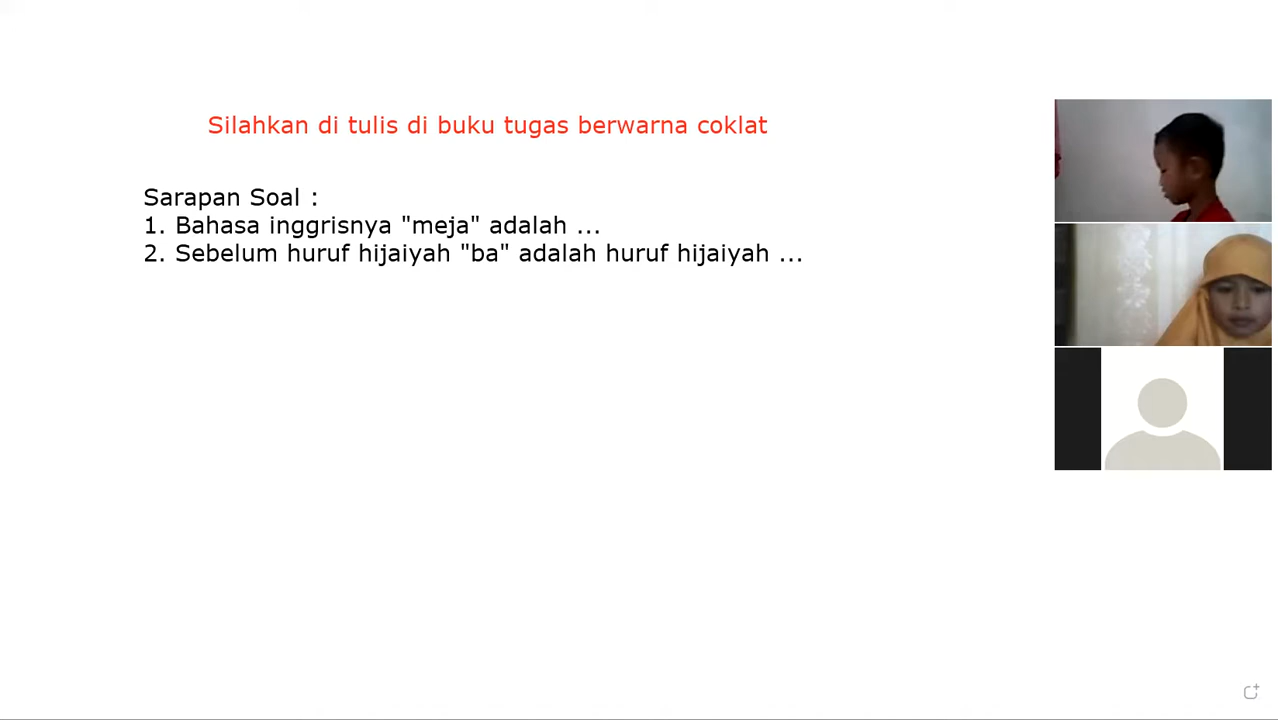 Silahkan di tulis di buku tugas berwarna coklat
Sarapan Soal :
1. Bahasa inggrisnya "meja" adalah ...
2. Sebelum huruf hijaiyah "ba" adalah huruf hijaiyah ...